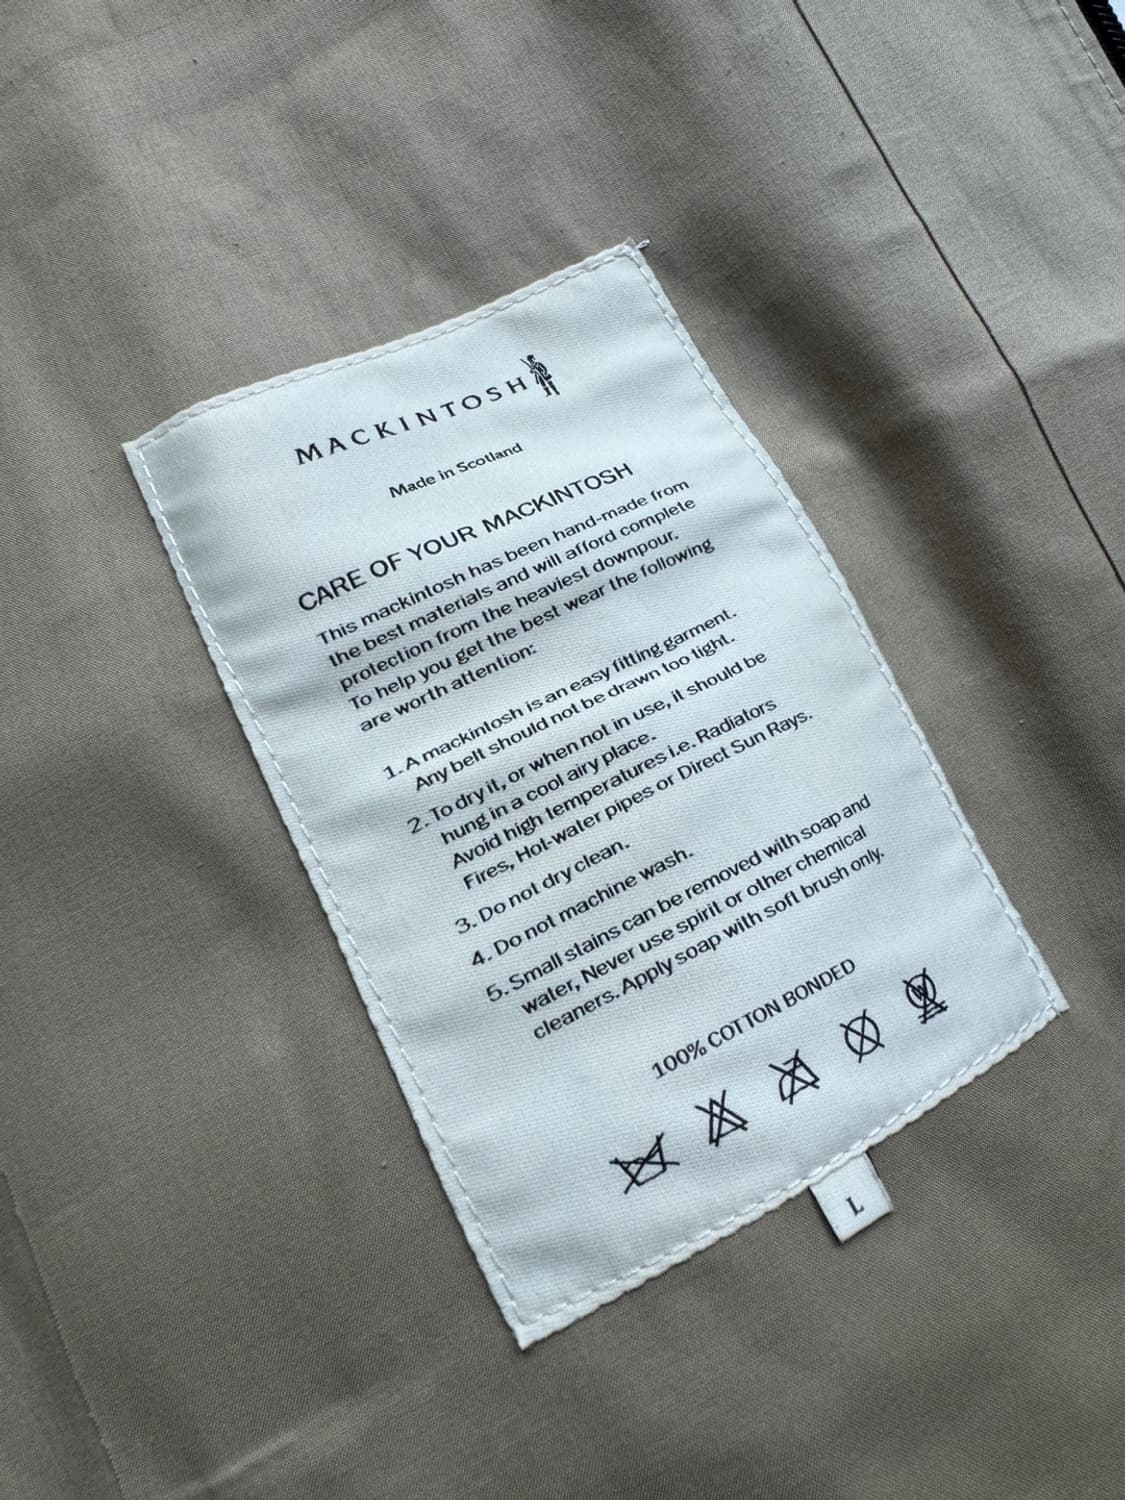 MACKINTOSH
Made in Scotland
CARE OF YOUR MACKINTOSH
This mackintosh has been hand-made from
the best materials and will afford complete
protection from the heaviest downpour.
To help you get the best wear the following
are worth attention:
1. A mackintosh is an easy fitting garment.
Any belt should not be drawn too tight.
2. To dry it, or when not in use, it should be
hung in a cool airy place.
Avoid high temperatures i.e. Radiators
Fires, Hot-water pipes or Direct Sun Rays.
3. Do not dry clean.
4. Do not machine wash.
5. Small stains can be removed with soap and
water, Never use spirit or other chemical
cleaners. Apply soap with soft brush only.
100% COTTON BONDED
W
L